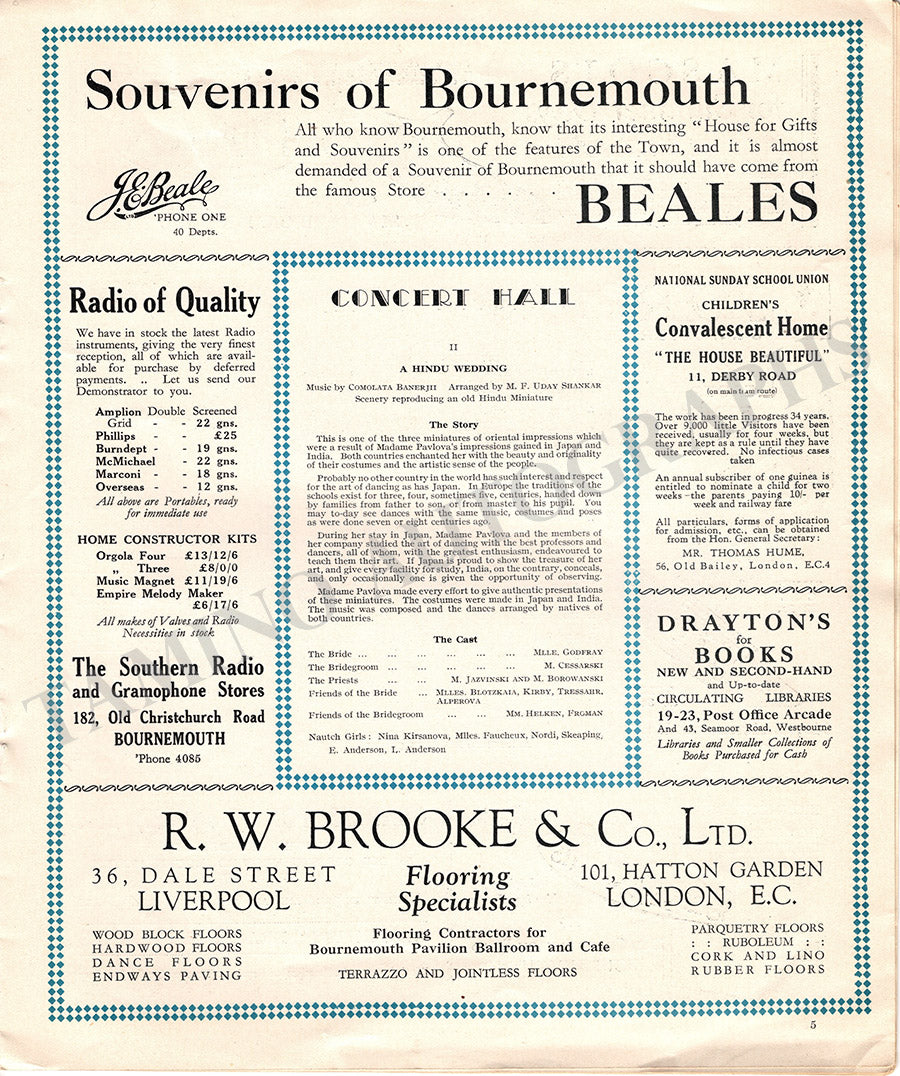 Souvenirs of Bournemouth
All who know Bournemouth, know that its interesting "House for Gifts
and Souvenirs" is one of the features of the Town, and it is almost
demanded of a Souvenir of Bournemouth that it should have come from
the famous Store . . . . . .
BEALES
J.E.Beale
'PHONE ONE
40 Depts.
Radio of Quality
We have in stock the latest Radio
instruments, giving the very finest
reception, all of which are avail-
able for purchase by deferred
payments. .. Let us send our
Demonstrator to you.
Amplion Double Screened
Grid - - 22 gns.
Phillips - - £25
Burndept - - 19 gns.
McMichael - 22 gns.
Marconi - - 18 gns.
Overseas - - 12 gns.
All above are Portables, ready
for immediate use
HOME CONSTRUCTOR KITS
Orgola Four £13/12/6
„ Three £8/0/0
Music Magnet £11/19/6
Empire Melody Maker
£6/17/6
All makes of Valves and Radio
Necessities in stock
The Southern Radio
and Gramophone Stores
182, Old Christchurch Road
BOURNEMOUTH
'Phone 4085
CONCERT HALL
II
A HINDU WEDDING
Music by COMOLATA BANERJII Arranged by M. F. UDAY SHANKAR
Scenery reproducing an old Hindu Miniature
The Story
This is one of the three miniatures of oriental impressions which
were a result of Madame Pavlova's impressions gained in Japan and
India. Both countries enchanted her with the beauty and originality
of their costumes and the artistic sense of the people.
Probably no other country in the world has such interest and respect
for the art of dancing as has Japan. In Europe the traditions of the
schools exist for three, four, sometimes five, centuries, handed down
by families from father to son, or from master to his pupil. You
may to-day see dances with the same music, costumes and poses
as were done seven or eight centuries ago.
During her stay in Japan, Madame Pavlova and the members of
her company studied the art of dancing with the best professors and
dancers, all of whom, with the greatest enthusiasm, endeavoured to
teach them their art. If Japan is proud to show the treasure of her
art, and give every facility for study, India, on the contrary, conceals,
and only occasionally one is given the opportunity of observing.
Madame Pavlova made every effort to give authentic presentations
of these miniatures. The costumes were made in Japan and India.
The music was composed and the dances arranged by natives of
both countries.
The Cast
The Bride ... ... ... ... ... ... MLLE. GODFRAY
The Bridegroom ... ... ... ... ... M. CESSARSKI
The Priests ... ... M. JAZVINSKI AND M. BOROWANSKI
Friends of the Bride ... MLLES. BLOTZKAIA, KIRBY, TRESSAHR,
ALPEROVA
Friends of the Bridegroom ... ... MM. HELKEN, FRGMAN
Nautch Girls : Nina Kirsanova, Mlles. Faucheux, Nordi, Skeaping,
E. Anderson, L. Anderson
NATIONAL SUNDAY SCHOOL UNION
CHILDREN'S
Convalescent Home
"THE HOUSE BEAUTIFUL"
11, DERBY ROAD
(on main tram route)
The work has been in progress 34 years.
Over 9,000 little Visitors have been
received, usually for four weeks, but
they are kept as a rule until they have
quite recovered. No infectious cases
taken
An annual subscriber of one guinea is
entitled to nominate a child for two
weeks—the parents paying 10/- per
week and railway fare
All particulars, forms of application
for admission, etc., can be obtained
from the Hon. General Secretary:
MR. THOMAS HUME,
56, Old Bailey, London, E.C.4
DRAYTON'S
for
BOOKS
NEW AND SECOND-HAND
and Up-to-date
CIRCULATING LIBRARIES
19-23, Post Office Arcade
And 43, Seamoor Road, Westbourne
Libraries and Smaller Collections of
Books Purchased for Cash
R. W. BROOKE & Co., LTD.
36, DALE STREET
LIVERPOOL
Flooring
Specialists
101, HATTON GARDEN
LONDON, E.C.
WOOD BLOCK FLOORS
HARDWOOD FLOORS
DANCE FLOORS
ENDWAYS PAVING
Flooring Contractors for
Bournemouth Pavilion Ballroom and Cafe
TERRAZZO AND JOINTLESS FLOORS
PARQUETRY FLOORS
: : RUBOLEUM : :
CORK AND LINO
RUBBER FLOORS
5
TAMINO AUTOGRAPHS